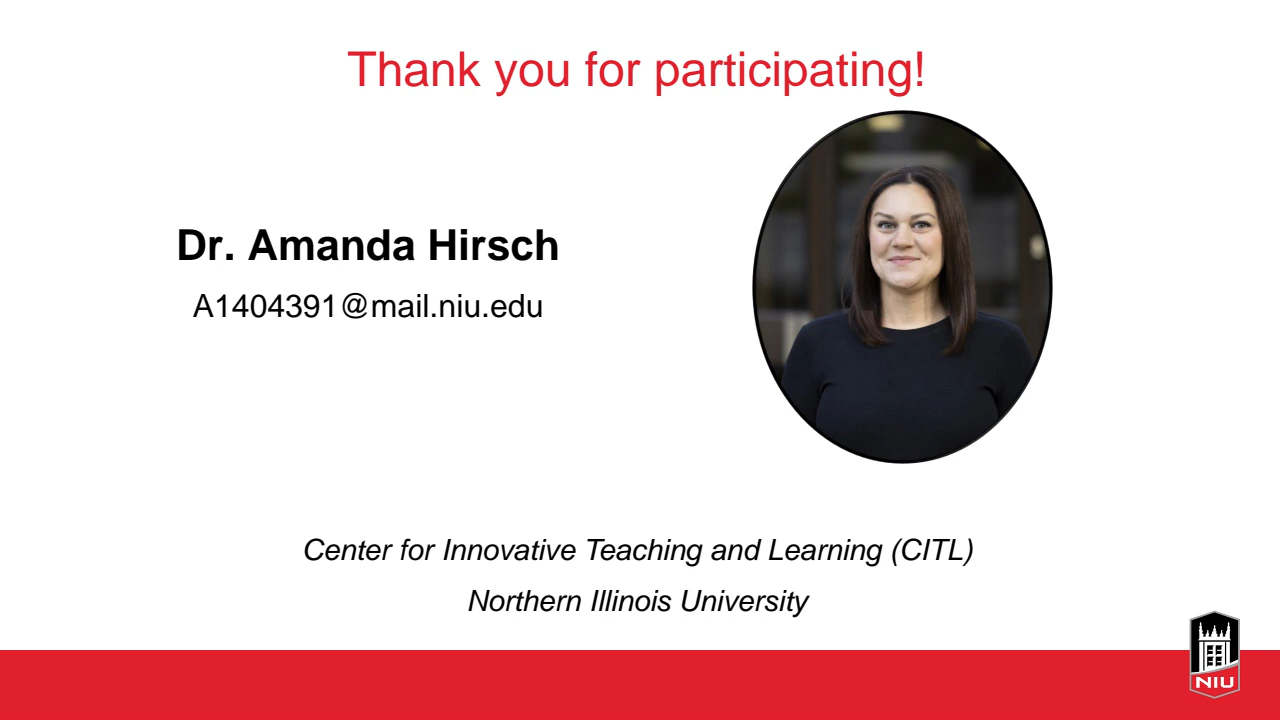 Thank you for participating!
Dr. Amanda Hirsch
A1404391@mail.niu.edu
Center for Innovative Teaching and Learning (CITL)
Northern Illinois University
NIU